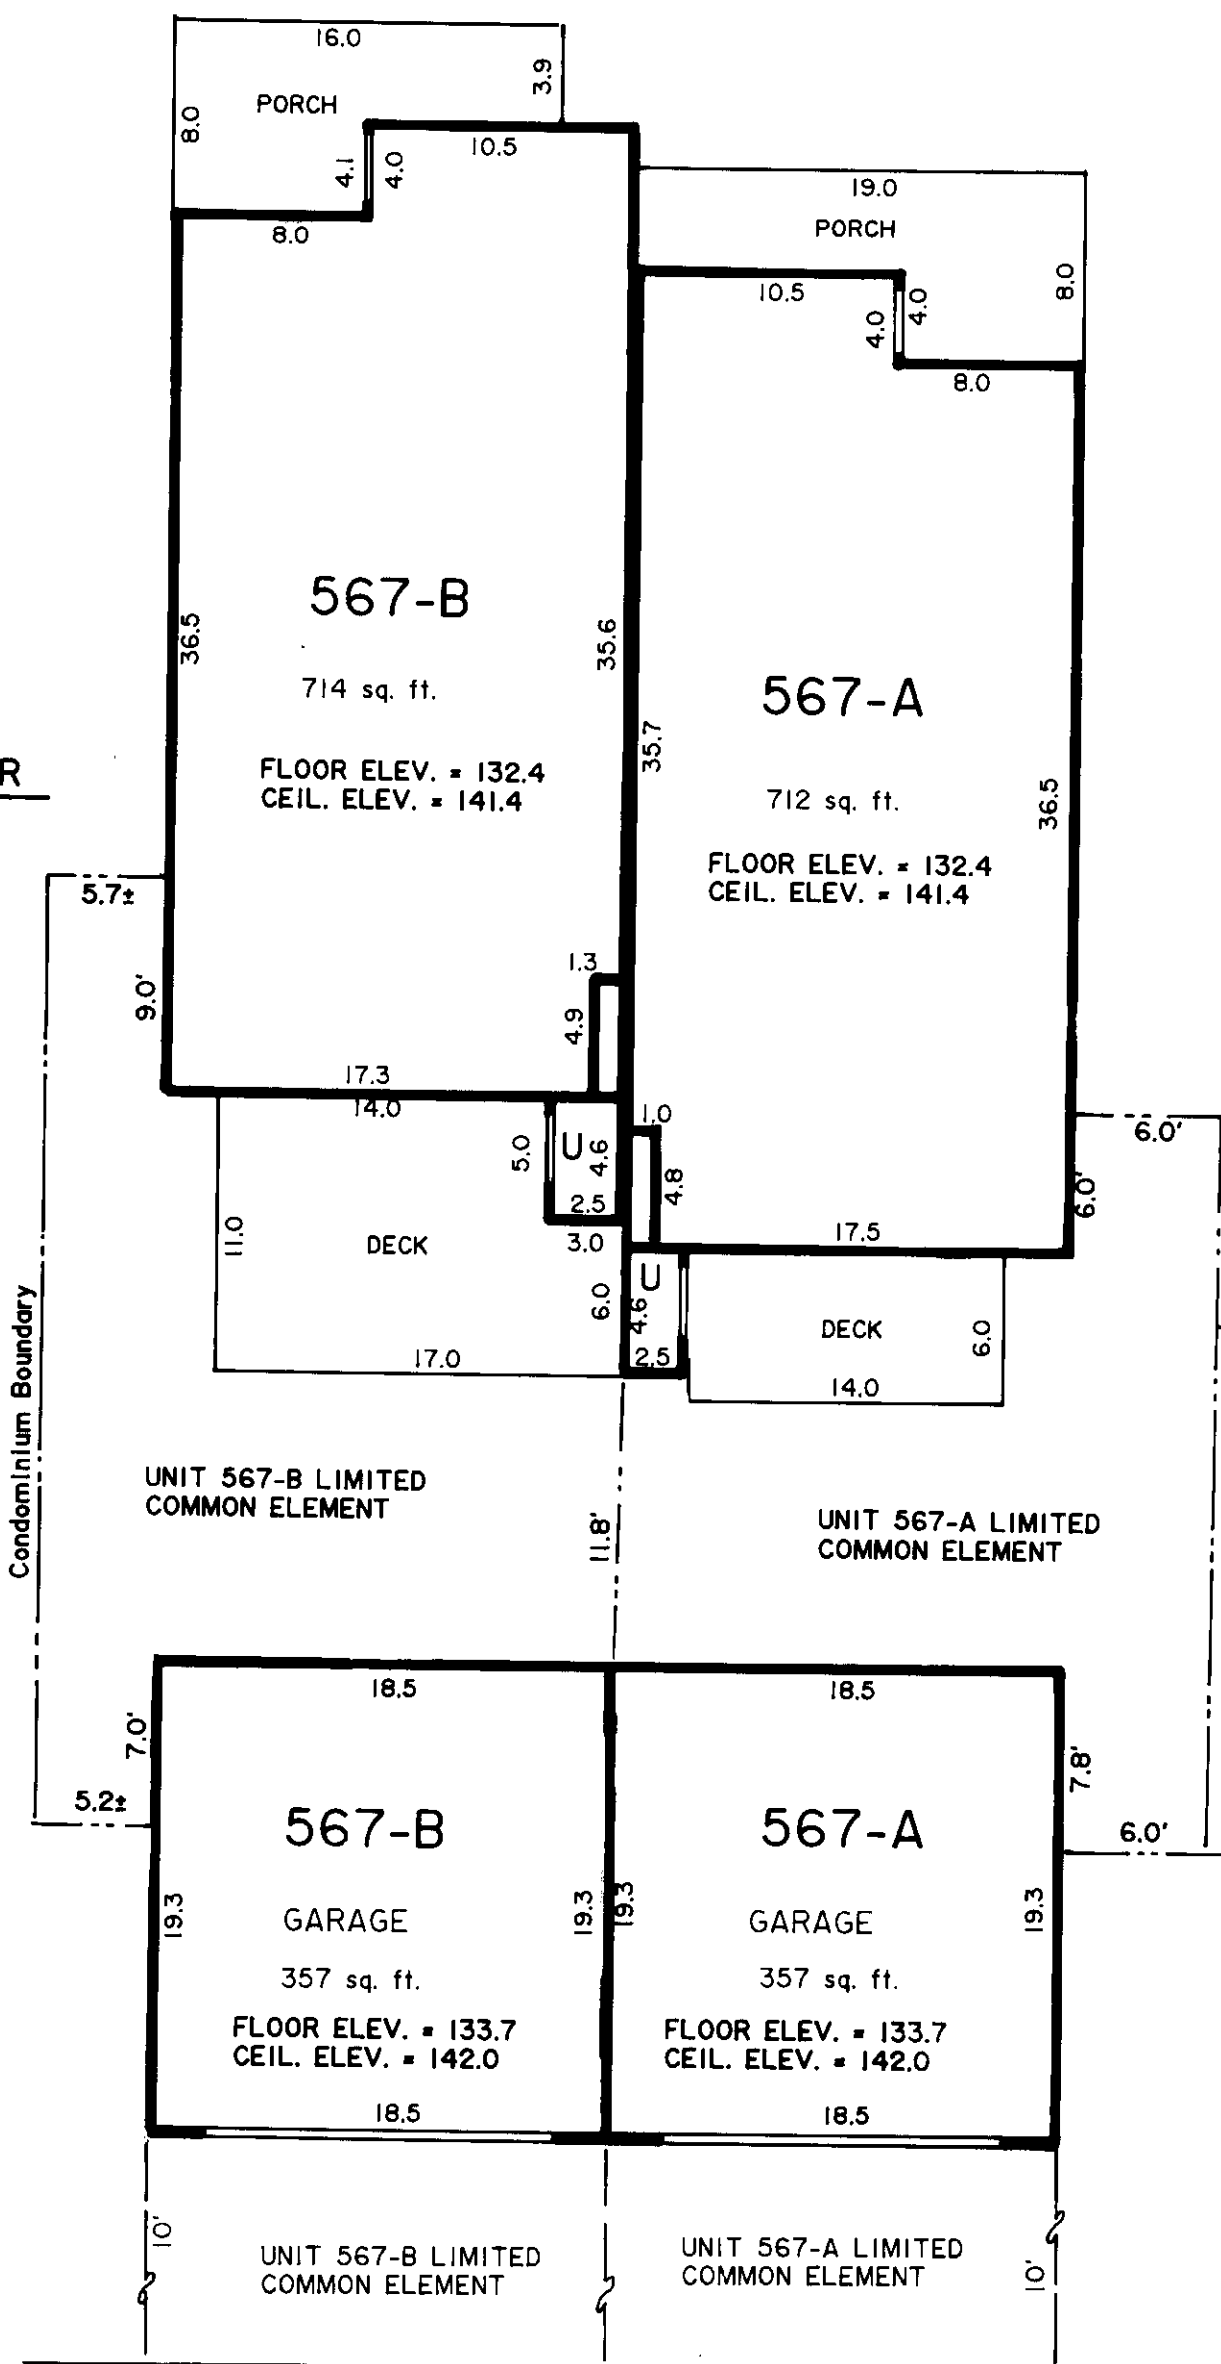 16.0
3.9
PORCH
8.0
10.5
4.1
4.0
8.0
19.0
PORCH
10.5
8.0
4.0
4.0
8.0
567-B
36.5
35.6
714 sq. ft.
567-A
35.7
R
FLOOR ELEV. = 132.4
CEIL. ELEV. = 141.4
712 sq. ft.
36.5
FLOOR ELEV. = 132.4
CEIL. ELEV. = 141.4
5.7±
9.0'
1.3
4.9
17.3
14.0
1.0
6.0'
5.0
U
4.6
4.8
6.0'
2.5
11.0
DECK
3.0
17.5
U
6.0
4.6
DECK
6.0
17.0
2.5
14.0
Condominium Boundary
UNIT 567-B LIMITED
COMMON ELEMENT
11.8'
UNIT 567-A LIMITED
COMMON ELEMENT
18.5
18.5
7.0'
7.8'
5.2±
567-B
567-A
6.0'
19.3
GARAGE
19.3
19.3
GARAGE
19.3
357 sq. ft.
357 sq. ft.
FLOOR ELEV. = 133.7
CEIL. ELEV. = 142.0
FLOOR ELEV. = 133.7
CEIL. ELEV. = 142.0
18.5
18.5
10'
UNIT 567-B LIMITED
COMMON ELEMENT
UNIT 567-A LIMITED
COMMON ELEMENT
10'